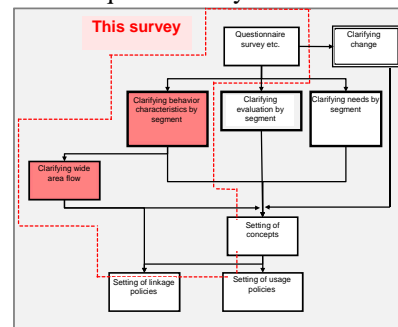 This survey
Questionnaire
survey etc.
Clarifying
change
Clarifying behavior
characteristics by
segment
Clarifying
evaluation by
segment
Clarifying needs by
segment
Clarifying wide
area flow
Setting of
concepts
Setting of linkage
policies
Setting of usage
policies